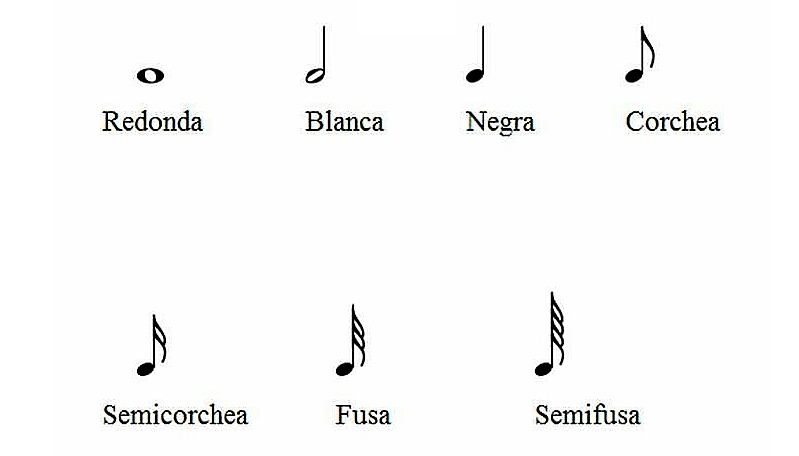 Redonda Blanca Negra Corchea
Semicorchea Fusa Semifusa